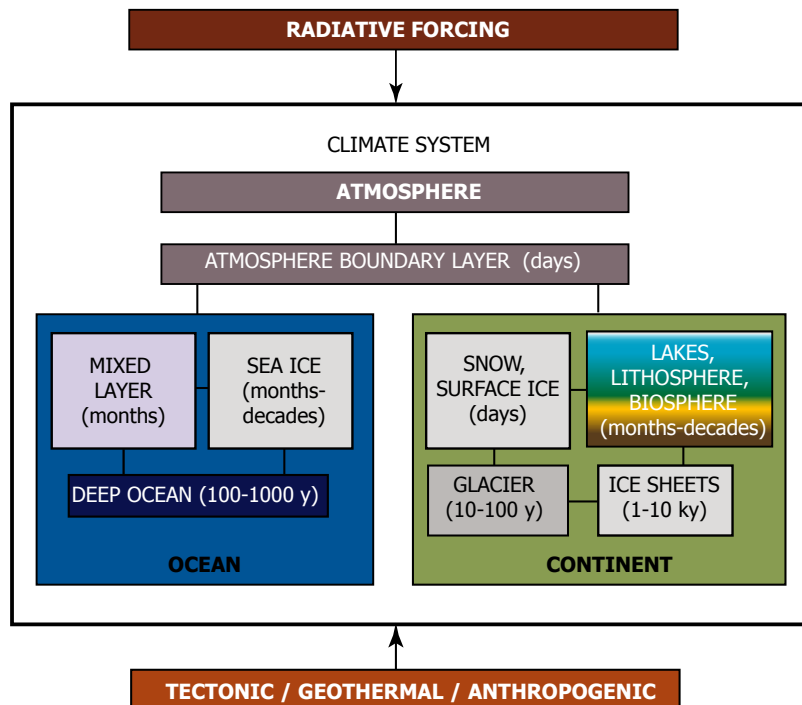 RADIATIVE FORCING
CLIMATE SYSTEM
ATMOSPHERE
ATMOSPHERE BOUNDARY LAYER (days)
MIXED
LAYER
(months)
SEA ICE
(months-
decades)
DEEP OCEAN (100-1000 y)
OCEAN
SNOW,
SURFACE ICE
(days)
LAKES,
LITHOSPHERE,
BIOSPHERE
(months-decades)
GLACIER
(10-100 y)
ICE SHEETS
(1-10 ky)
CONTINENT
TECTONIC / GEOTHERMAL / ANTHROPOGENIC